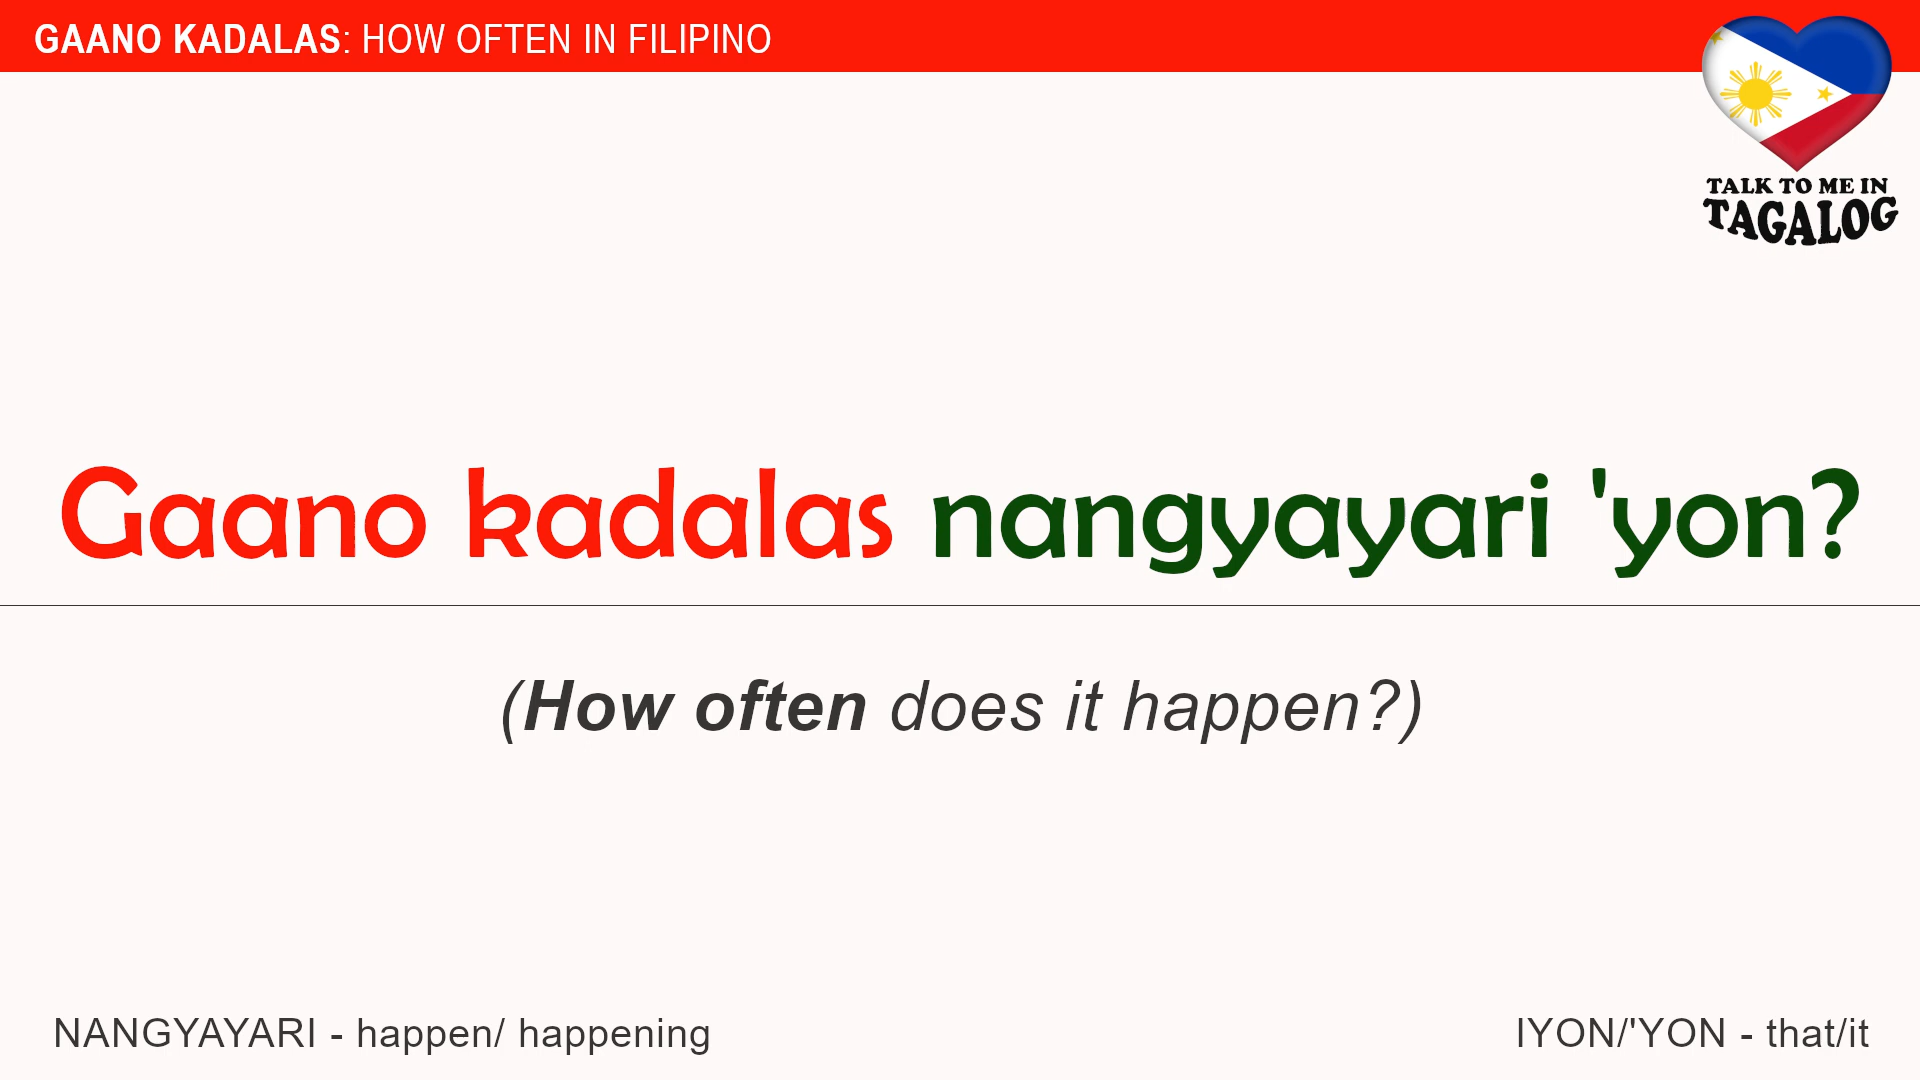 GAANO KADALAS: HOW OFTEN IN FILIPINO
TALK TO ME IN
TAGALOG
Gaano kadalas nangyayari 'yon?
(How often does it happen?)
NANGYAYARI - happen/ happening
IYON/'YON - that/it